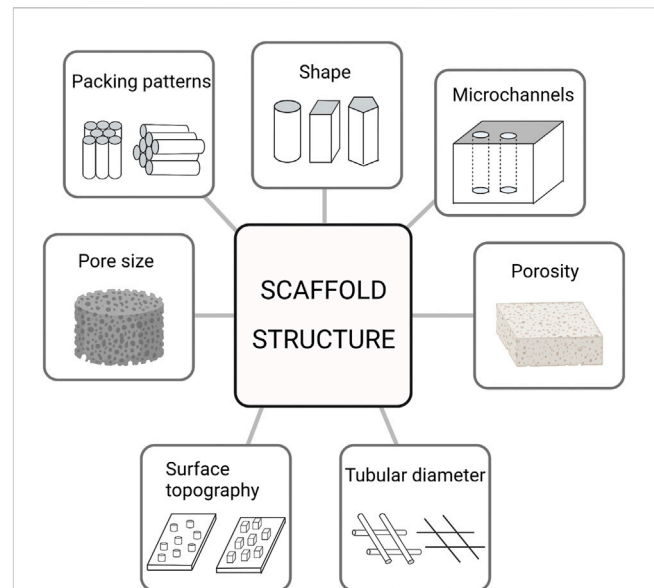 Packing patterns
Shape
Microchannels
Pore size
SCAFFOLD
STRUCTURE
Porosity
Surface
topography
Tubular diameter